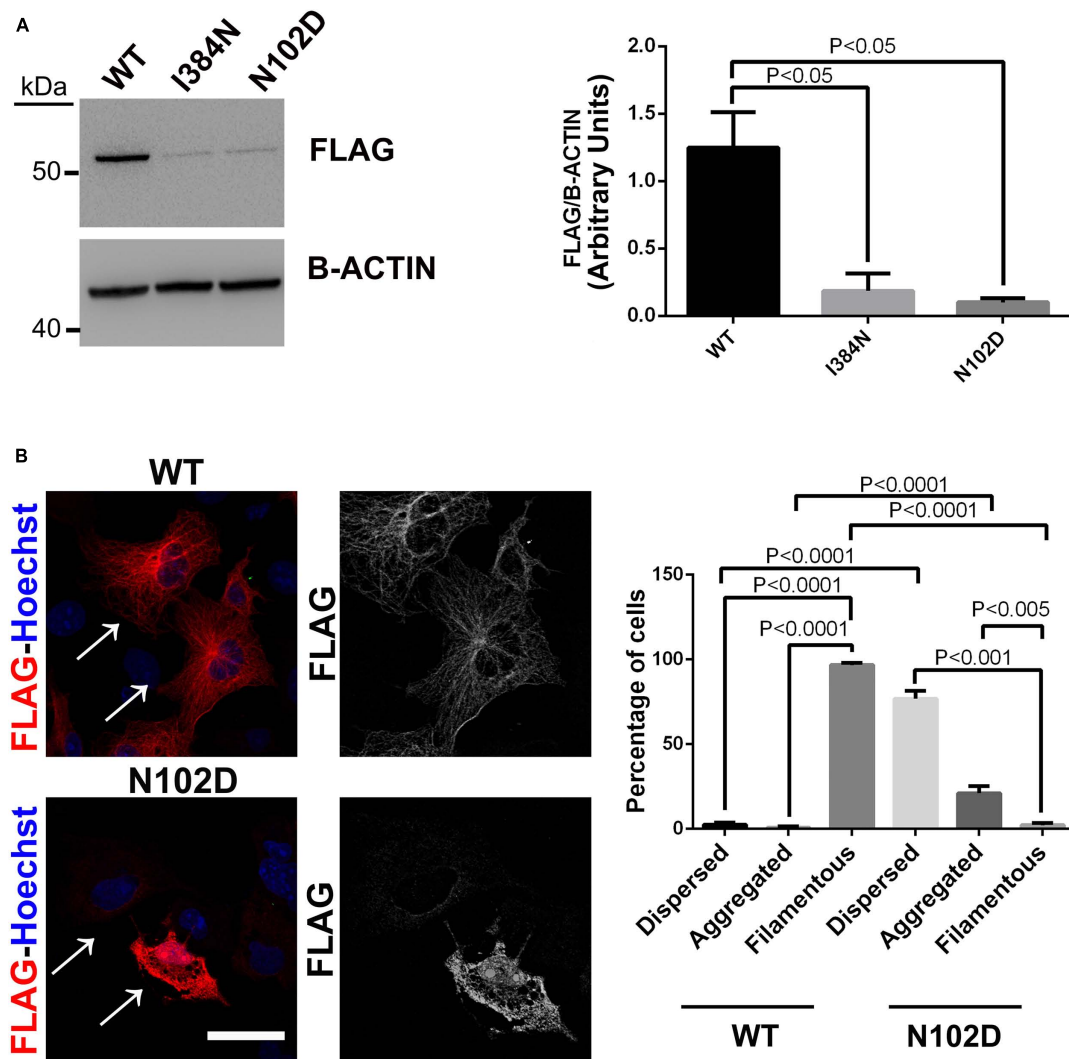 A
kDa
WT
I384N
N102D
50
FLAG
B-ACTIN
40
FLAG/B-ACTIN
(Arbitrary Units)
2.0
1.5
1.0
0.5
0.0
P<0.05
P<0.05
WT
I384N
N102D
B
WT
FLAG-Hoechst
FLAG
N102D
FLAG-Hoechst
FLAG
Percentage of cells
150
100
50
0
P<0.0001
P<0.0001
P<0.0001
P<0.0001
P<0.0001
P<0.005
P<0.001
Dispersed
Aggregated
Filamentous
Dispersed
Aggregated
Filamentous
WT
N102D